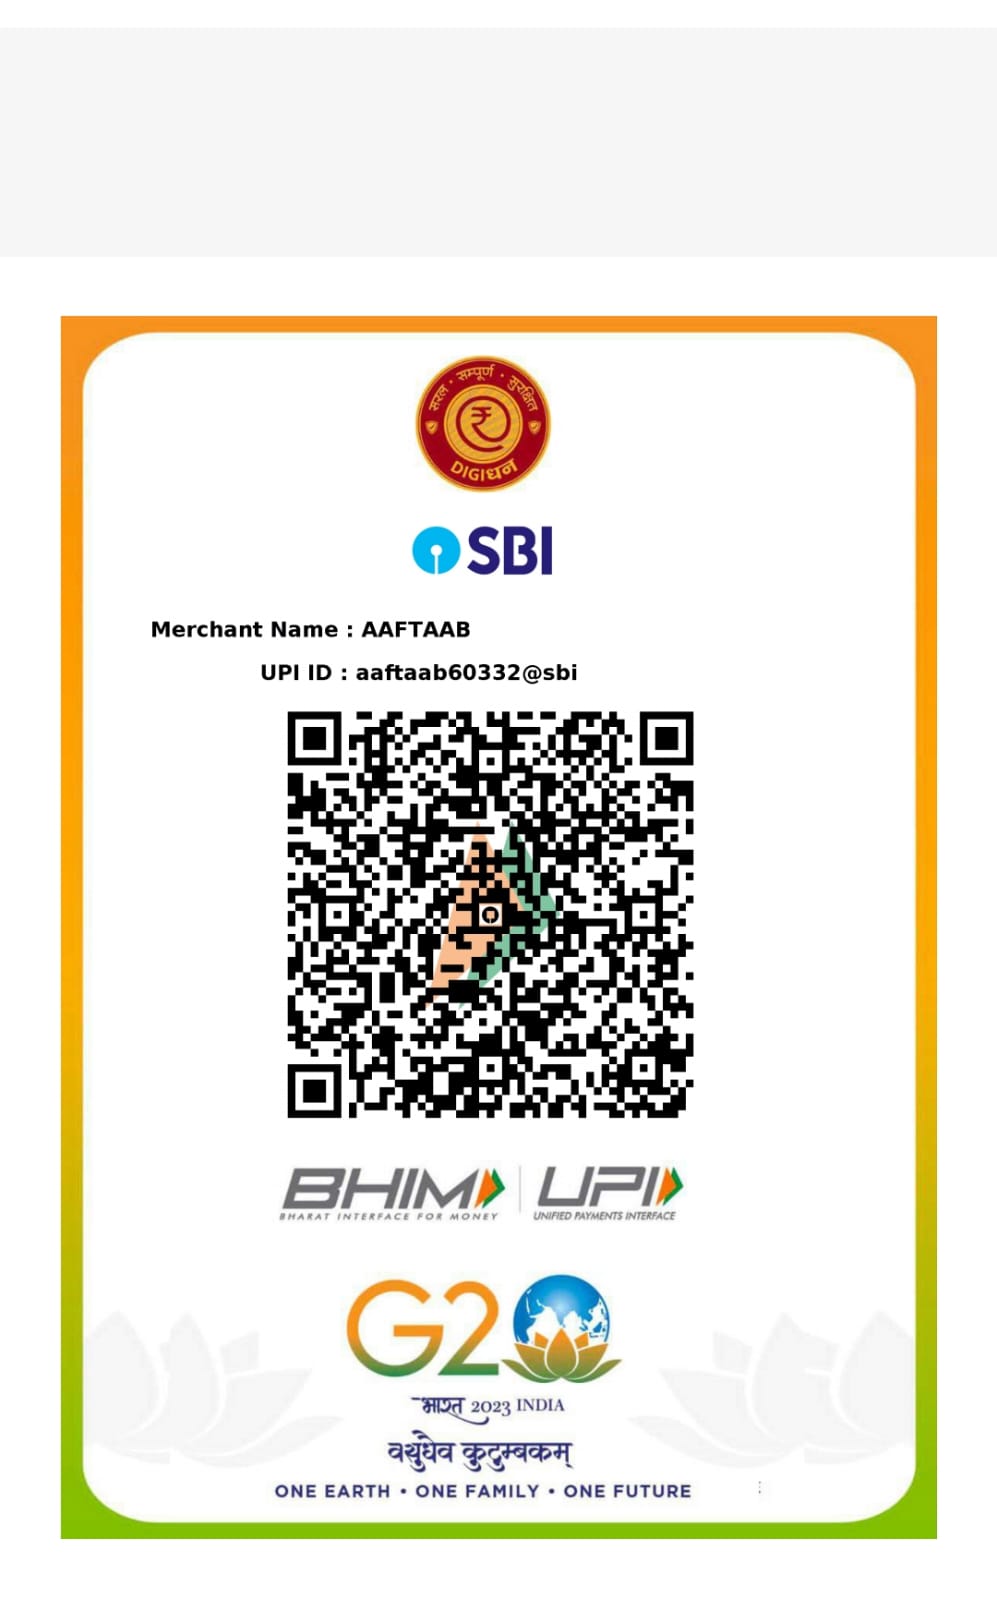 सरल • सम्पूर्ण • सुरक्षित
DIGIधन
SBI
Merchant Name : AAFTAAB
UPI ID : aaftaab60332@sbi
BHIM UPI
BHARAT INTERFACE FOR MONEY UNIFIED PAYMENTS INTERFACE
G20
भारत 2023 INDIA
वसुधैव कुटुम्बकम्
ONE EARTH • ONE FAMILY • ONE FUTURE